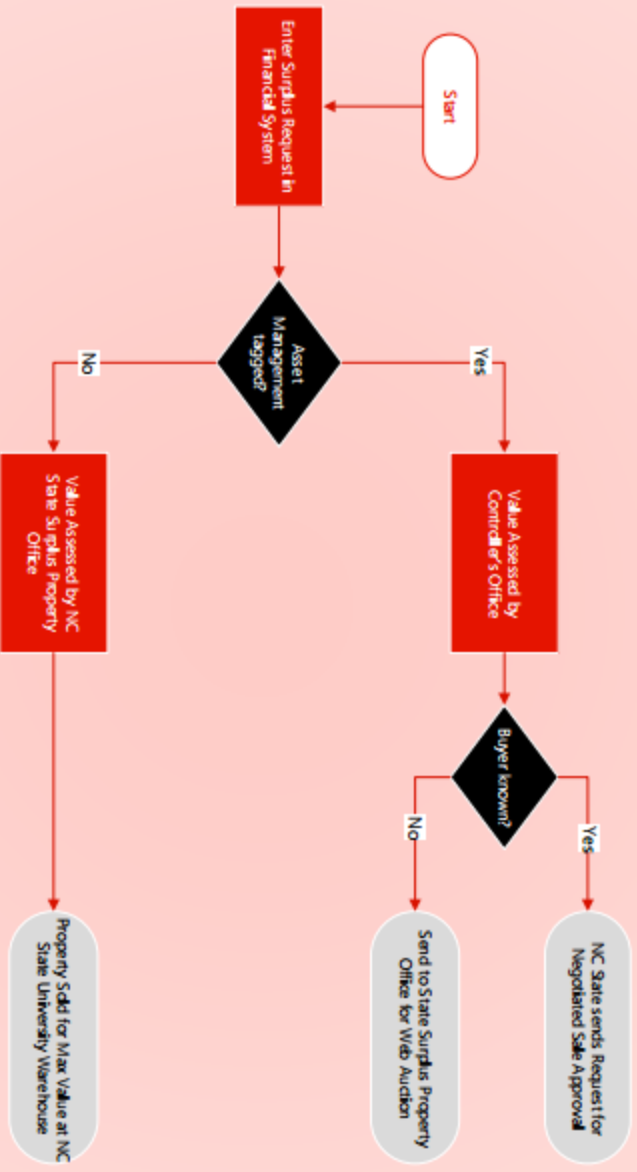 Start
Enter Surplus Request in
Financial System
Asset
Management
tagged?
Yes
No
Value Assessed by
Controller's Office
Value Assessed by NC
State Surplus Property
Office
Buyer known?
Yes
No
NC State sends Request for
Negotiated Sale Approval
Send to State Surplus Property
Office for Web Auction
Property Sold for Max Value at NC
State University Warehouse